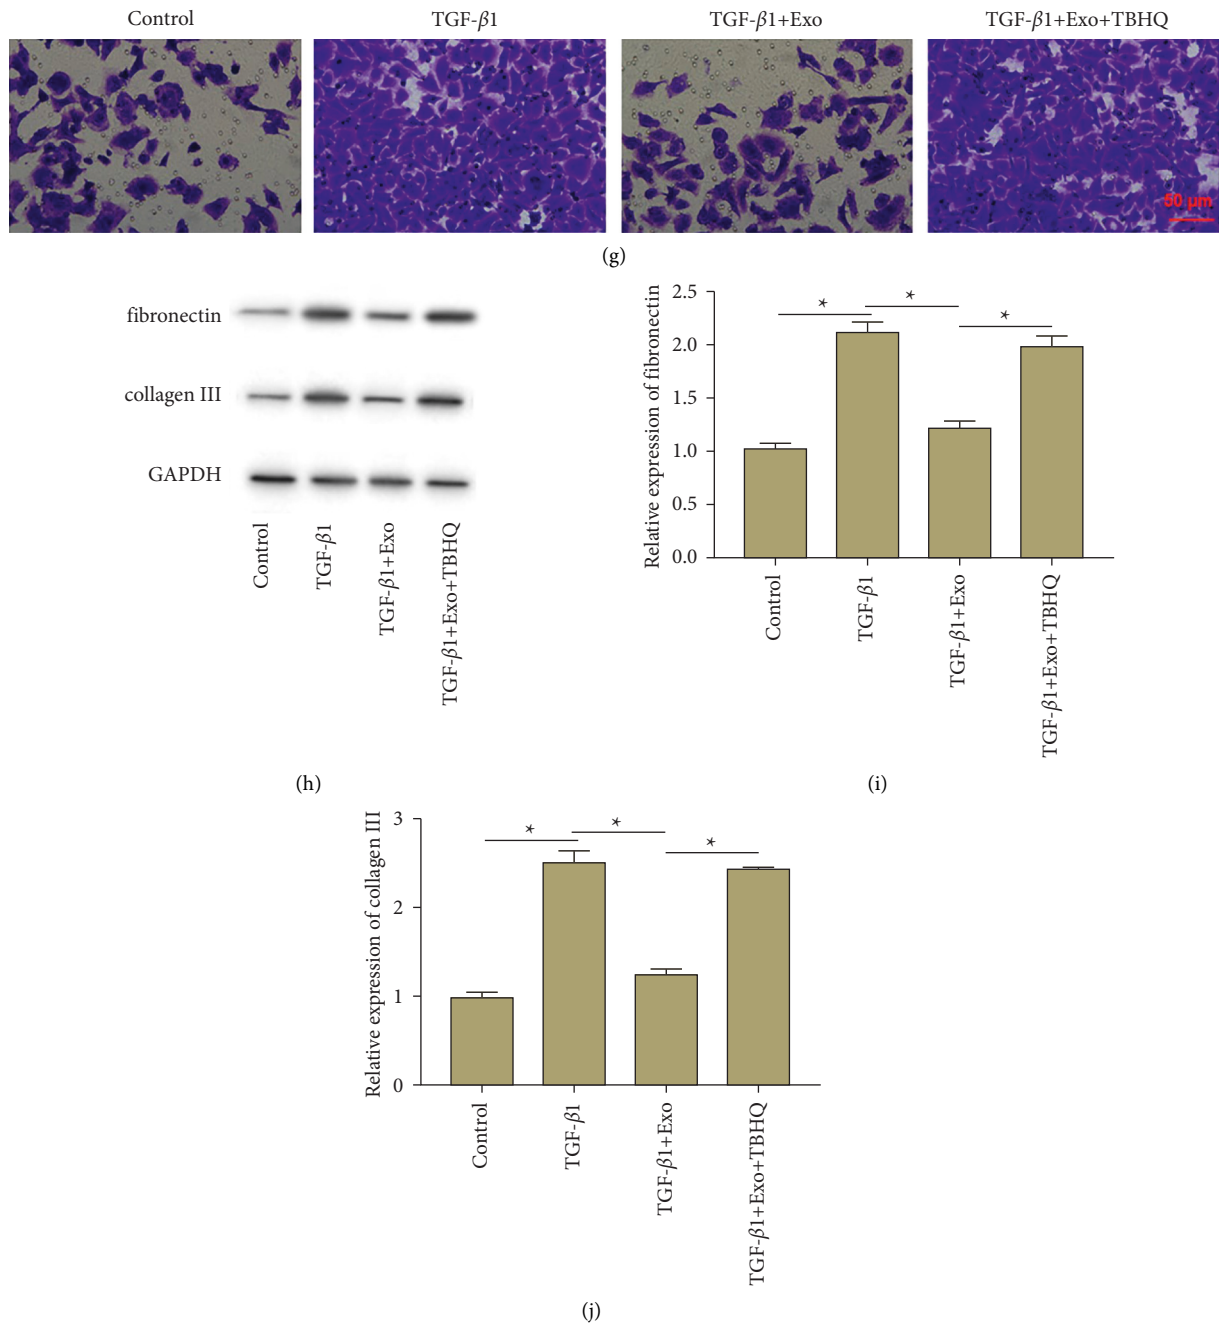 Control
TGF-β1
TGF-β1+Exo
TGF-β1+Exo+TBHQ
50 μm
(g)
fibronectin
collagen III
GAPDH
Control
TGF-β1
TGF-β1+Exo
TGF-β1+Exo+TBHQ
(h)
Relative expression of fibronectin
2.5
2.0
1.5
1.0
0.5
0.0
*
*
*
Control
TGF-β1
TGF-β1+Exo
TGF-β1+Exo+TBHQ
(i)
Relative expression of collagen III
3
2
1
0
*
*
*
Control
TGF-β1
TGF-β1+Exo
TGF-β1+Exo+TBHQ
(j)